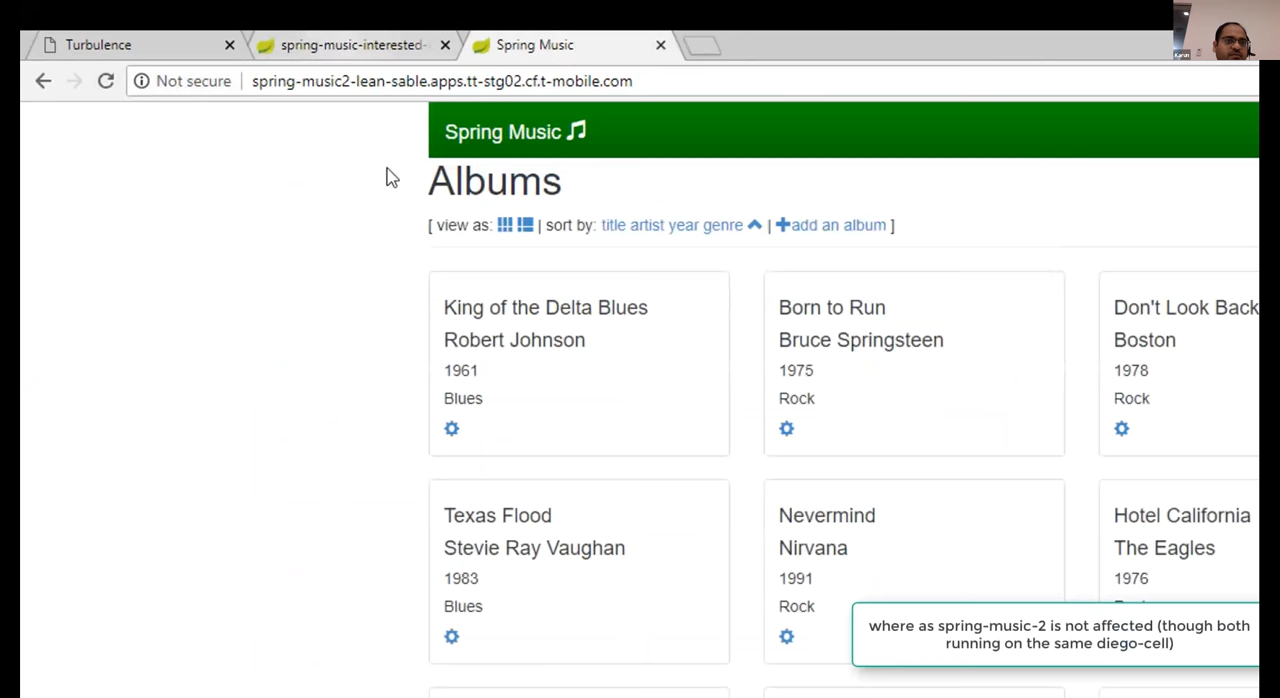 Turbulence
spring-music-interested-
Spring Music
Not secure
spring-music2-lean-sable.apps.tt-stg02.cf.t-mobile.com
Spring Music
Albums
[ view as: | sort by: title artist year genre | add an album ]
King of the Delta Blues
Robert Johnson
1961
Blues
Born to Run
Bruce Springsteen
1975
Rock
Don't Look Back
Boston
1978
Rock
Texas Flood
Stevie Ray Vaughan
1983
Blues
Nevermind
Nirvana
1991
Rock
Hotel California
The Eagles
1976
where as spring-music-2 is not affected (though both
running on the same diego-cell)